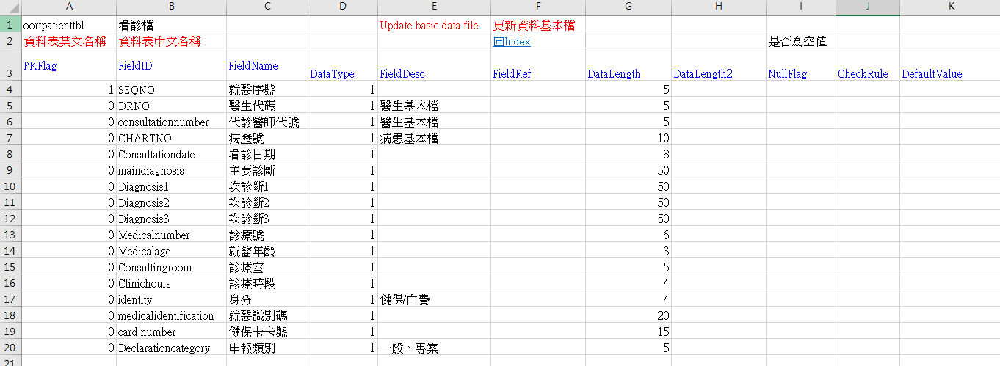 A B C D E F G H I J K
1 oortpatienttbl 看診檔 Update basic data file 更新資料基本檔
2 資料表英文名稱 資料表中文名稱 回Index 是否為空值
3 PKFlag FieldID FieldName DataType FieldDesc FieldRef DataLength DataLength2 NullFlag CheckRule DefaultValue
4 1 SEQNO 就醫序號 1 5
5 0 DRNO 醫生代碼 1 醫生基本檔 5
6 0 consultationnumber 代診醫師代號 1 醫生基本檔 5
7 0 CHARTNO 病歷號 1 病患基本檔 10
8 0 Consultationdate 看診日期 1 8
9 0 maindiagnosis 主要診斷 1 50
10 0 Diagnosis1 次診斷1 1 50
11 0 Diagnosis2 次診斷2 1 50
12 0 Diagnosis3 次診斷3 1 50
13 0 Medicalnumber 診療號 1 6
14 0 Medicalage 就醫年齡 1 3
15 0 Consultingroom 診療室 1 5
16 0 Clinichours 診療時段 1 4
17 0 identity 身分 1 健保/自費 4
18 0 medicalidentification 就醫識別碼 1 20
19 0 card number 健保卡卡號 1 15
20 0 Declarationcategory 申報類別 1 一般、專案 5
21